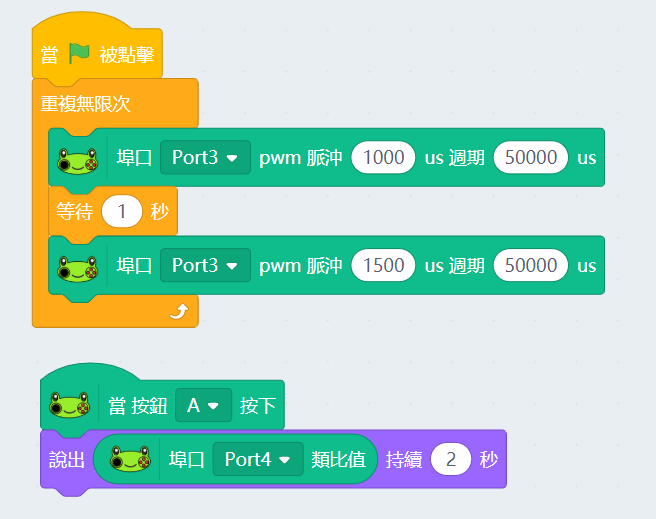 當 被點擊
重複無限次
埠口 Port3 pwm 脈沖 1000 us 週期 50000 us
等待 1 秒
埠口 Port3 pwm 脈沖 1500 us 週期 50000 us
當 按鈕 A 按下
說出 埠口 Port4 類比值 持續 2 秒